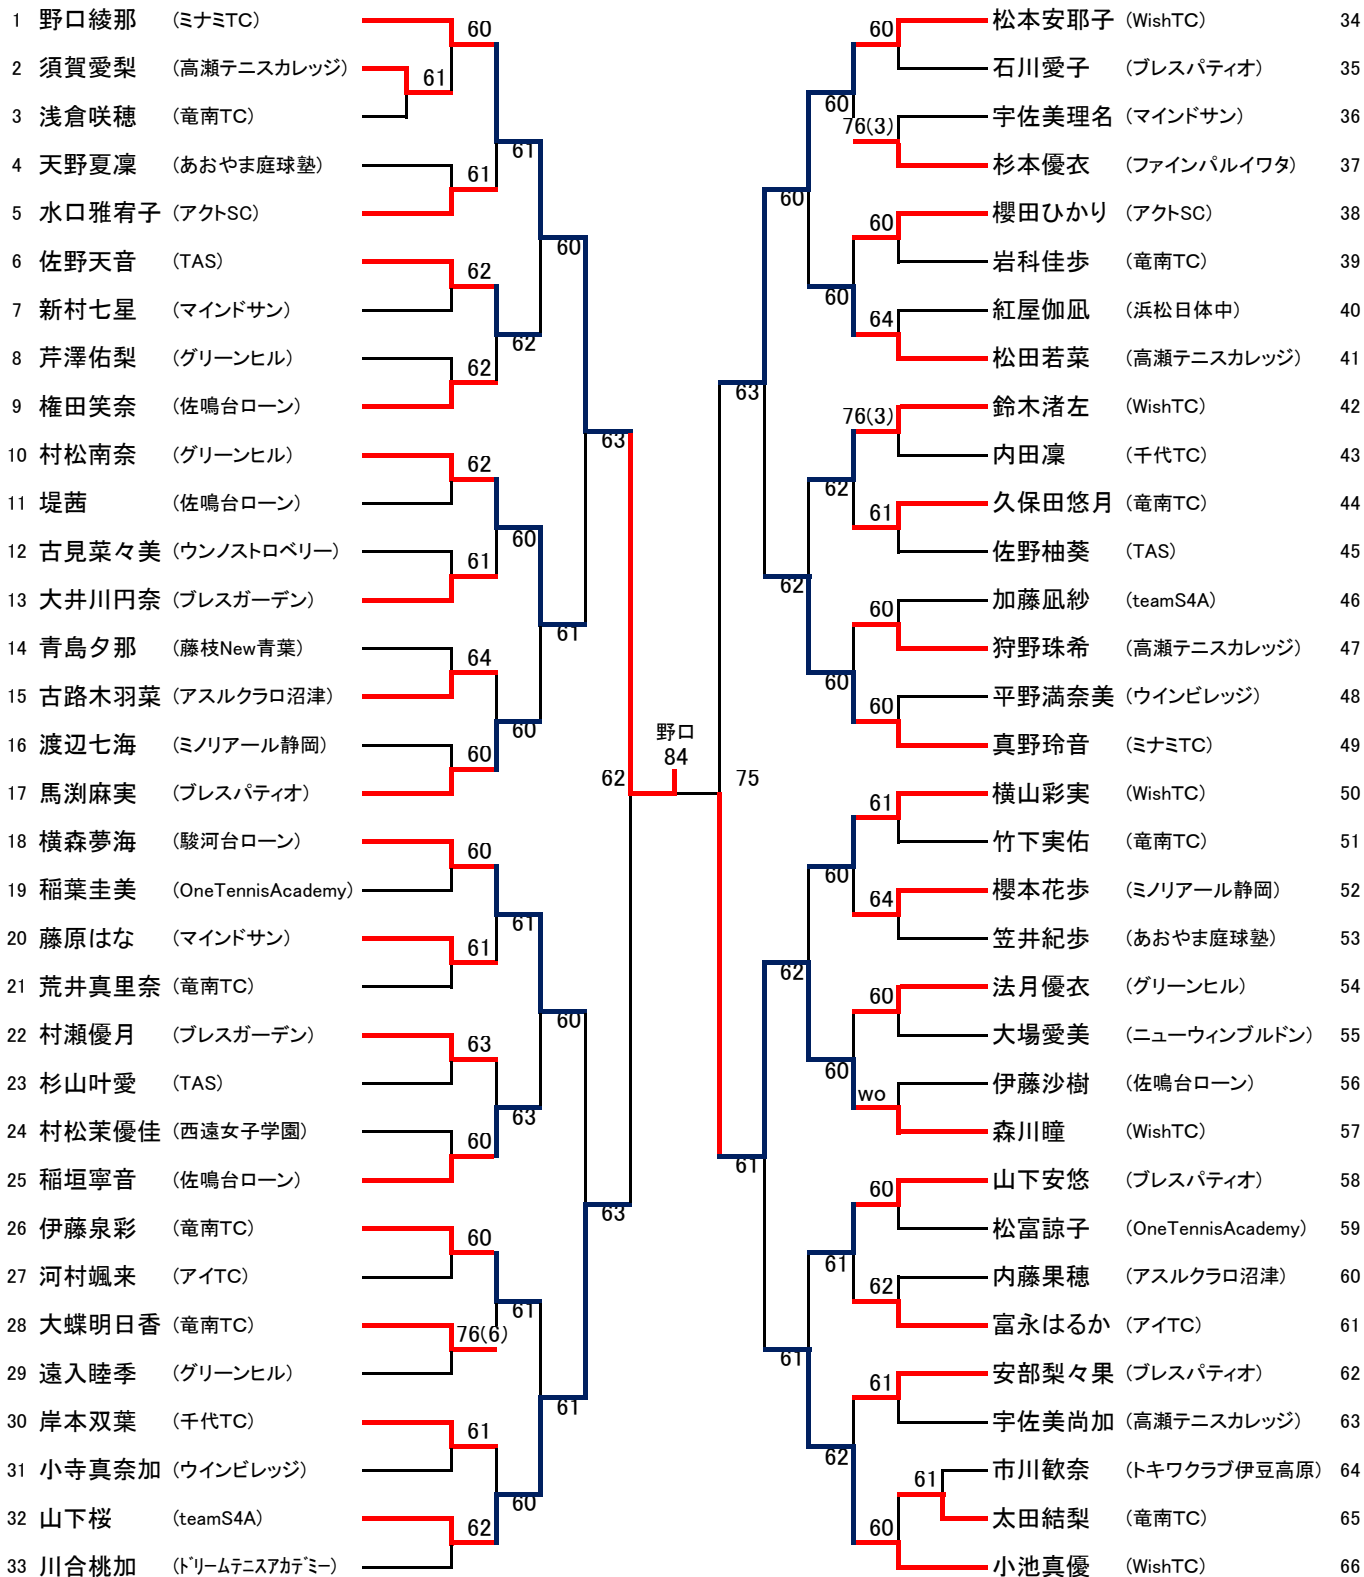 1 野口綾那 (ミナミTC)
2 須賀愛梨 (高瀬テニスカレッジ)
3 浅倉咲穂 (竜南TC)
4 天野夏凜 (あおやま庭球塾)
5 水口雅宥子 (アクトSC)
6 佐野天音 (TAS)
7 新村七星 (マインドサン)
8 芹澤佑梨 (グリーンヒル)
9 権田笑奈 (佐鳴台ローン)
10 村松南奈 (グリーンヒル)
11 堤茜 (佐鳴台ローン)
12 古見菜々美 (ウンノストロベリー)
13 大井川円奈 (ブレスガーデン)
14 青島夕那 (藤枝New青葉)
15 古路木羽菜 (アスルクラロ沼津)
16 渡辺七海 (ミノリアール静岡)
17 馬渕麻実 (ブレスパティオ)
18 横森夢海 (駿河台ローン)
19 稲葉圭美 (OneTennisAcademy)
20 藤原はな (マインドサン)
21 荒井真里奈 (竜南TC)
22 村瀬優月 (ブレスガーデン)
23 杉山叶愛 (TAS)
24 村松茉優佳 (西遠女子学園)
25 稲垣寧音 (佐鳴台ローン)
26 伊藤泉彩 (竜南TC)
27 河村颯来 (アイTC)
28 大蝶明日香 (竜南TC)
29 遠入睦季 (グリーンヒル)
30 岸本双葉 (千代TC)
31 小寺真奈加 (ウインビレッジ)
32 山下桜 (teamS4A)
33 川合桃加 (ドリームテニスアカデミー)
60
61
61
62
62
62
61
64
60
60
61
63
60
60
76(6)
61
62
61
62
60
60
61
63
61
60
60
61
60
61
63
63
62
野口
84
75
63
61
60
62
62
61
60
60
62
60
60
60
61
62
60
76(3)
60
64
76(3)
61
60
60
61
64
60
wo
60
62
61
61
60
松本安耶子 (WishTC) 34
石川愛子 (ブレスパティオ) 35
宇佐美理名 (マインドサン) 36
杉本優衣 (ファインパルイワタ) 37
櫻田ひかり (アクトSC) 38
岩科佳歩 (竜南TC) 39
紅屋伽凪 (浜松日体中) 40
松田若菜 (高瀬テニスカレッジ) 41
鈴木渚左 (WishTC) 42
内田凜 (千代TC) 43
久保田悠月 (竜南TC) 44
佐野柚葵 (TAS) 45
加藤凪紗 (teamS4A) 46
狩野珠希 (高瀬テニスカレッジ) 47
平野満奈美 (ウインビレッジ) 48
真野玲音 (ミナミTC) 49
横山彩実 (WishTC) 50
竹下実佑 (竜南TC) 51
櫻本花歩 (ミノリアール静岡) 52
笠井紀歩 (あおやま庭球塾) 53
法月優衣 (グリーンヒル) 54
大場愛美 (ニューウィンブルドン) 55
伊藤沙樹 (佐鳴台ローン) 56
森川瞳 (WishTC) 57
山下安悠 (ブレスパティオ) 58
松富諒子 (OneTennisAcademy) 59
内藤果穂 (アスルクラロ沼津) 60
富永はるか (アイTC) 61
安部梨々果 (ブレスパティオ) 62
宇佐美尚加 (高瀬テニスカレッジ) 63
市川歓奈 (トキワクラブ伊豆高原) 64
太田結梨 (竜南TC) 65
小池真優 (WishTC) 66